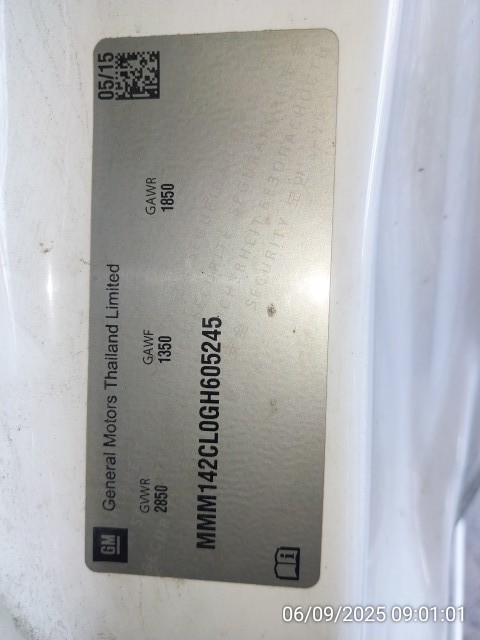 GM General Motors Thailand Limited 05/15
GVWR GAWF GAWR
2850 1350 1850
MMM142CL0GH605245
SECURITY
06/09/2025 09:01:01